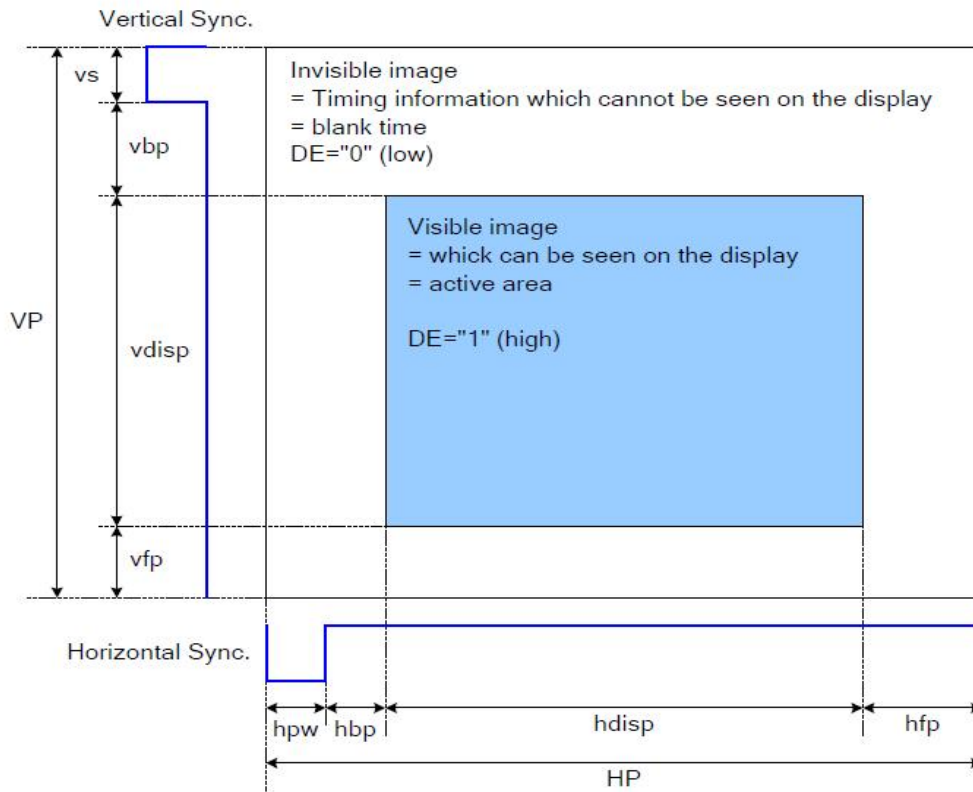 Vertical Sync.
vs
Invisible image
= Timing information which cannot be seen on the display
= blank time
DE="0" (low)
vbp
Visible image
= whick can be seen on the display
= active area
DE="1" (high)
VP
vdisp
vfp
Horizontal Sync.
hpw
hbp
hdisp
hfp
HP